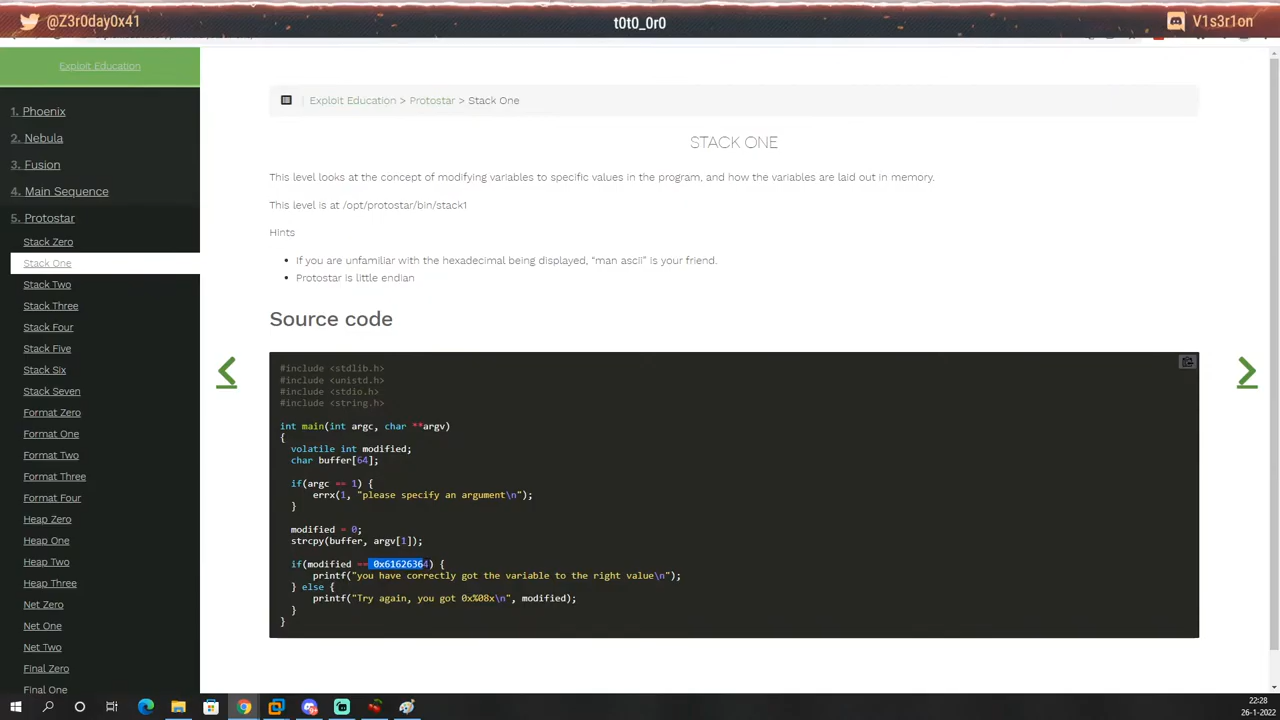 @Z3r0day0x41
t0t0_0r0
V1s3r1on
Exploit Education
1. Phoenix
2. Nebula
3. Fusion
4. Main Sequence
5. Protostar
Stack Zero
Stack One
Stack Two
Stack Three
Stack Four
Stack Five
Stack Six
Stack Seven
Format Zero
Format One
Format Two
Format Three
Format Four
Heap Zero
Heap One
Heap Two
Heap Three
Net Zero
Net One
Net Two
Final Zero
Final One
Exploit Education > Protostar > Stack One
STACK ONE
This level looks at the concept of modifying variables to specific values in the program, and how the variables are laid out in memory.
This level is at /opt/protostar/bin/stack1
Hints
• If you are unfamiliar with the hexadecimal being displayed, “man ascii” is your friend.
• Protostar is little endian
Source code
#include <stdlib.h>
#include <unistd.h>
#include <stdio.h>
#include <string.h>
int main(int argc, char **argv)
{
volatile int modified;
char buffer[64];
if(argc == 1) {
errx(1, "please specify an argument\n");
}
modified = 0;
strcpy(buffer, argv[1]);
if(modified == 0x61626364) {
printf("you have correctly got the variable to the right value\n");
} else {
printf("Try again, you got 0x%08x\n", modified);
}
}
22:28
26-1-2022